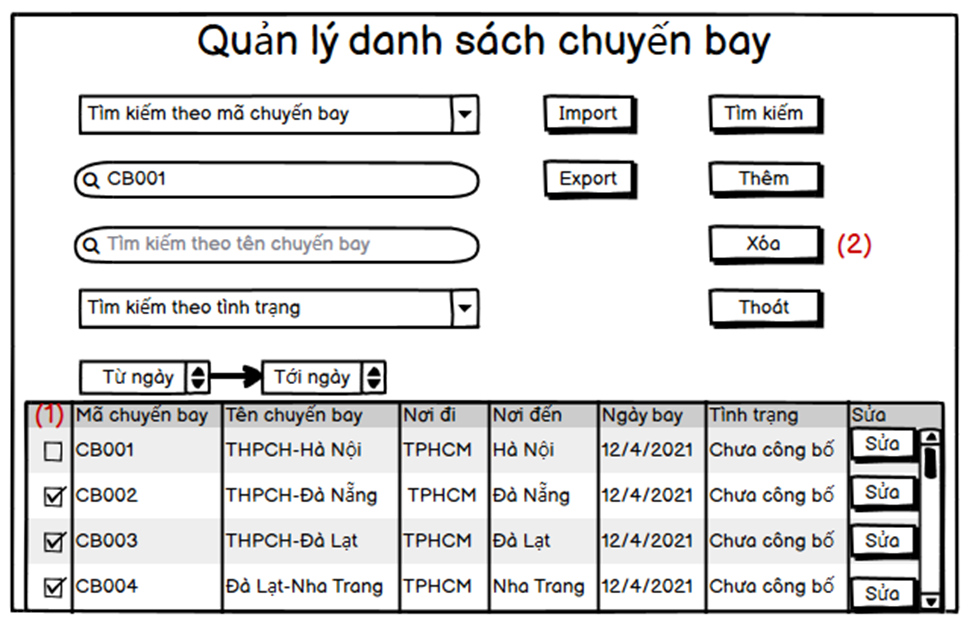 Quản lý danh sách chuyến bay
Tìm kiếm theo mã chuyến bay
Import
Tìm kiếm
CB001
Export
Thêm
Tìm kiếm theo tên chuyến bay
Xóa
(2)
Tìm kiếm theo tình trạng
Thoát
Từ ngày
Tới ngày
(1) Mã chuyến bay Tên chuyến bay Nơi đi Nơi đến Ngày bay Tình trạng Sửa
CB001 THPCH-Hà Nội TPHCM Hà Nội 12/4/2021 Chưa công bố Sửa
CB002 THPCH-Đà Nẵng TPHCM Đà Nẵng 12/4/2021 Chưa công bố Sửa
CB003 THPCH-Đà Lạt TPHCM Đà Lạt 12/4/2021 Chưa công bố Sửa
CB004 Đà Lạt-Nha Trang TPHCM Nha Trang 12/4/2021 Chưa công bố Sửa